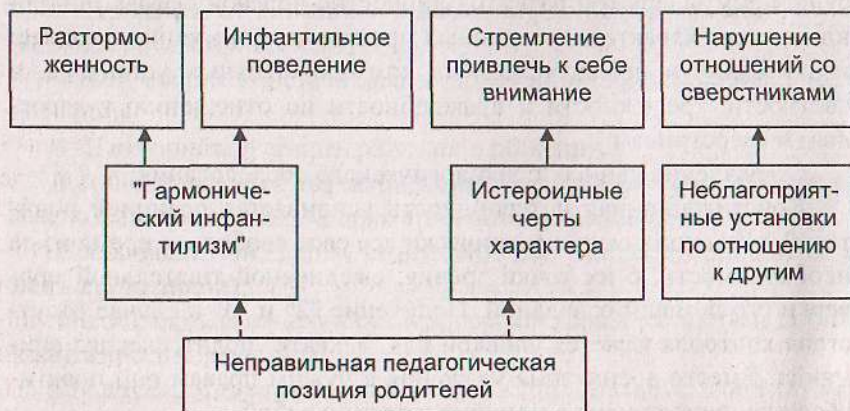 Растормо-
женность
Инфантильное
поведение
Стремление
привлечь к себе
внимание
Нарушение
отношений со
сверстниками
"Гармониче-
ский инфан-
тилизм"
Истероидные
черты
характера
Неблагоприят-
ные установки
по отношению
к другим
Неправильная педагогическая
позиция родителей